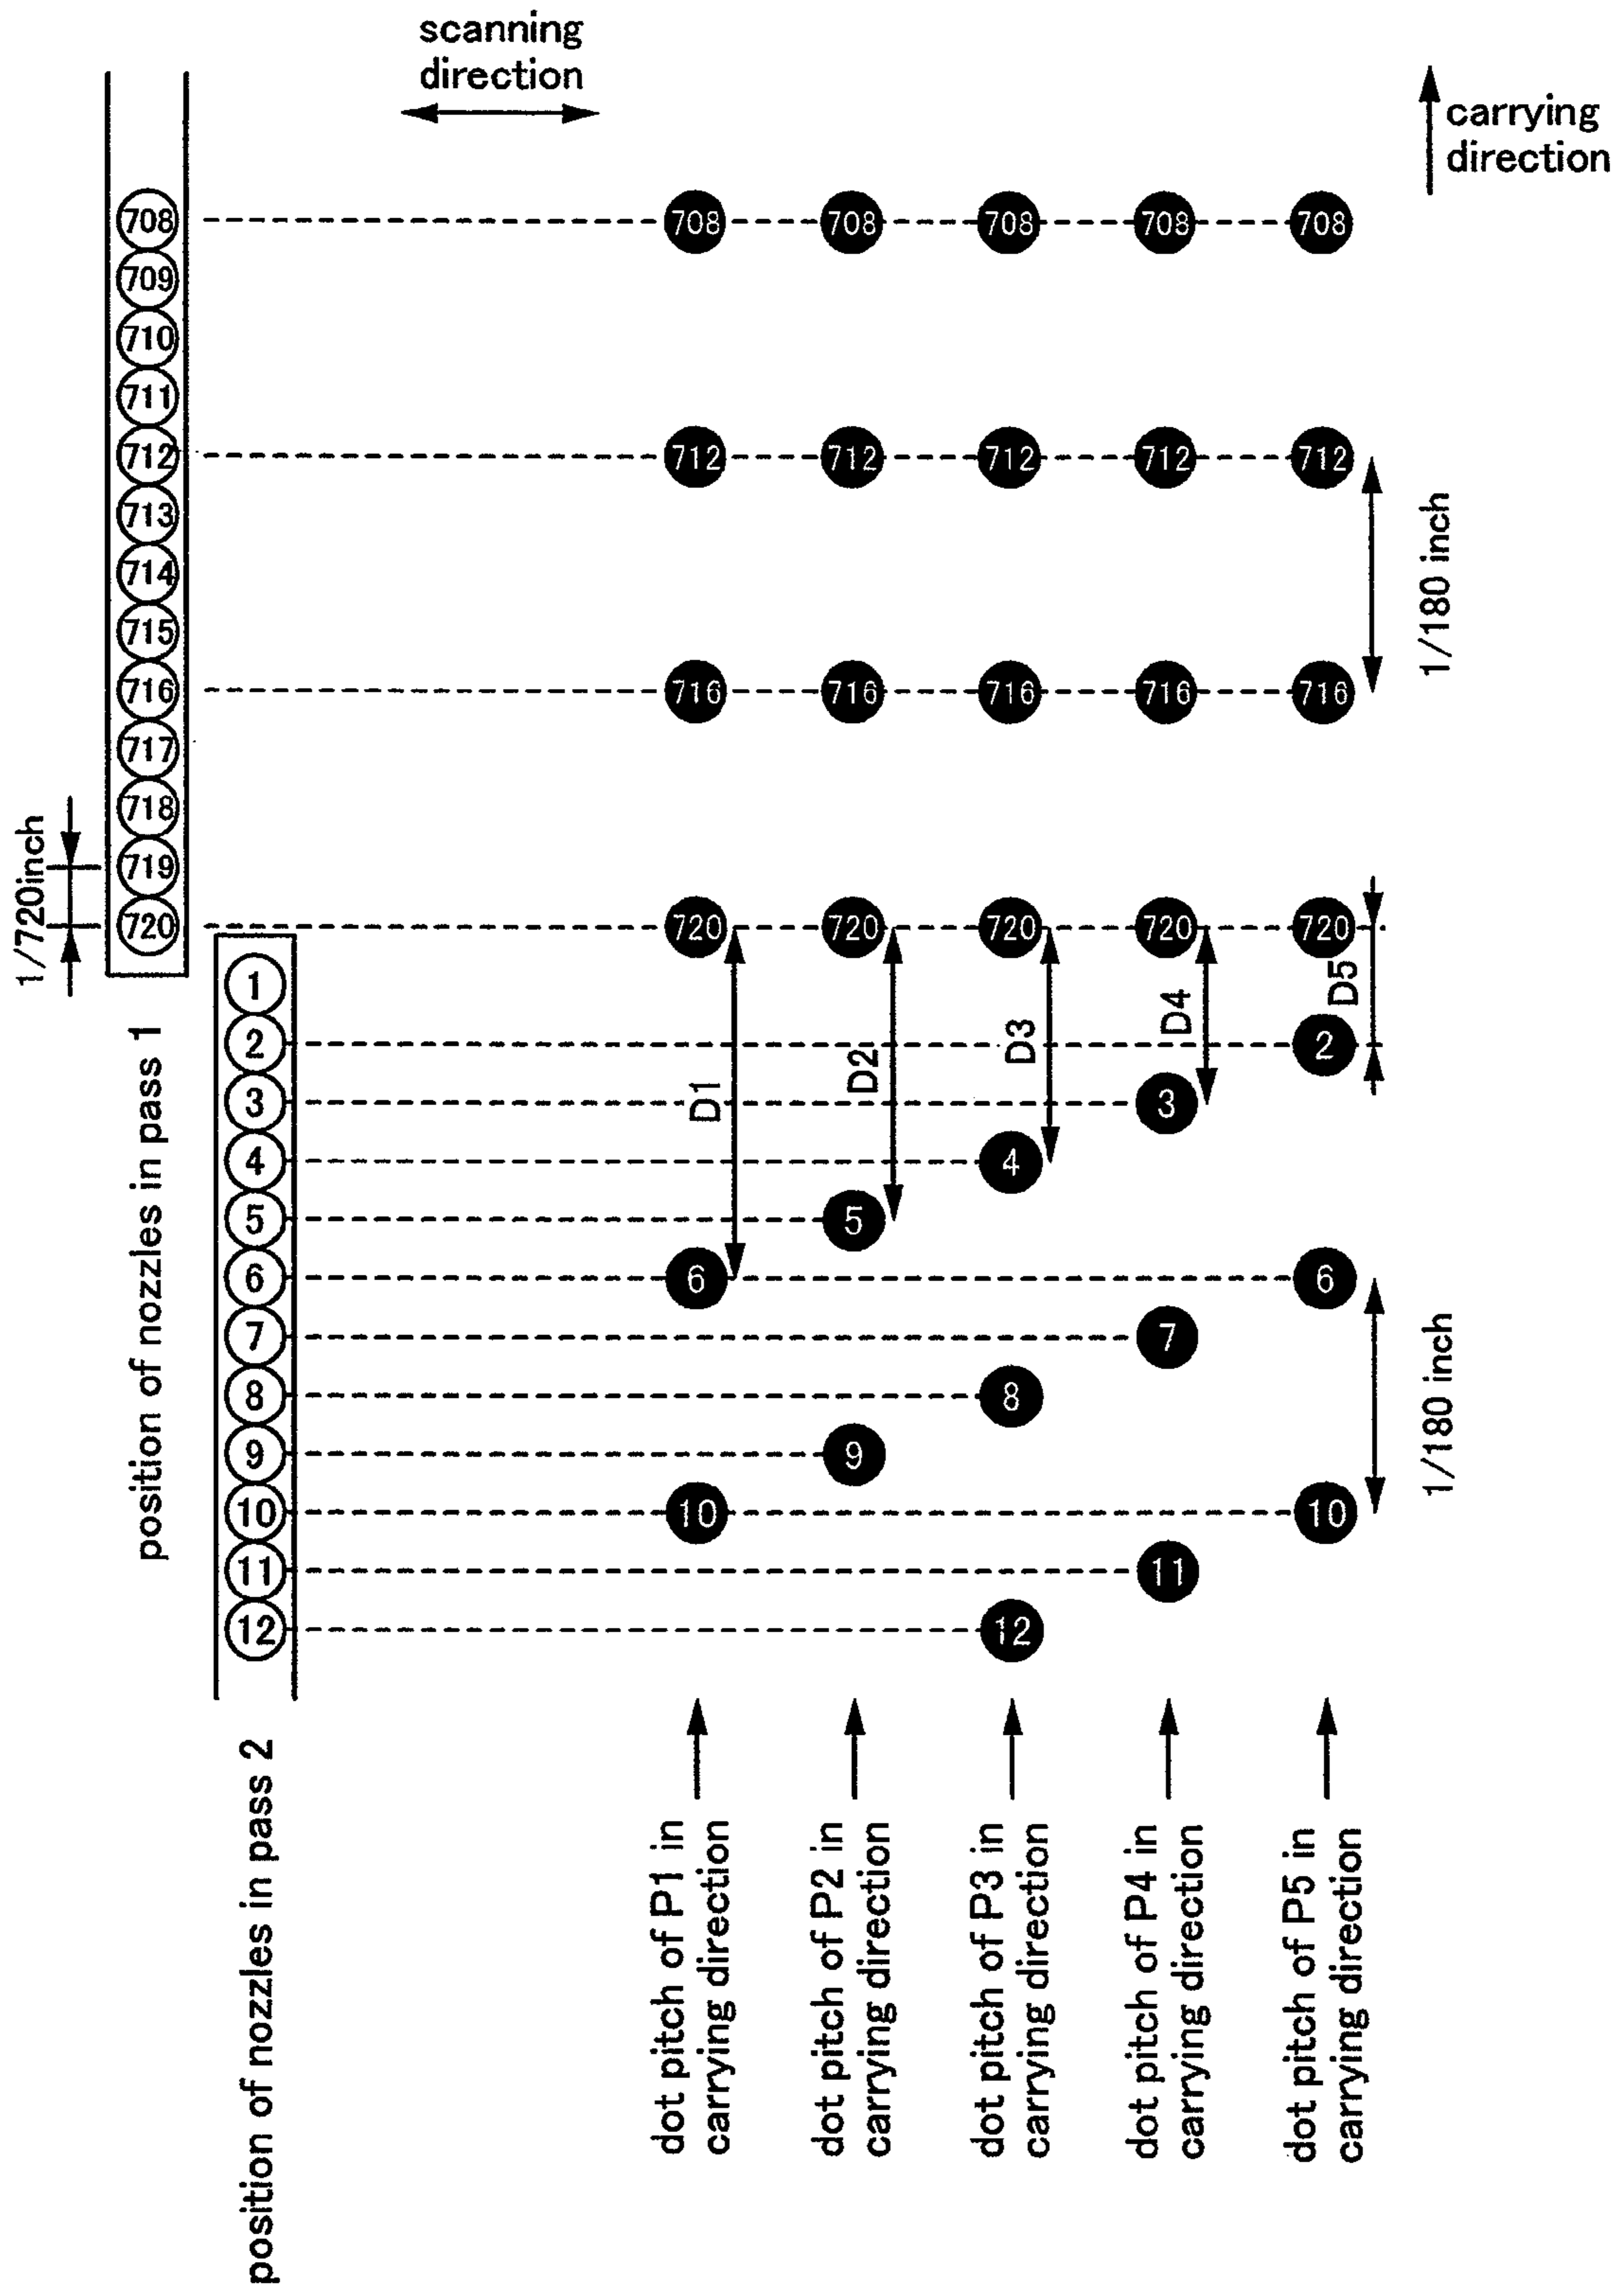 scanning
direction
carrying
direction
708
709
710
711
712
713
714
715
716
717
718
719
720
1/720inch
position of nozzles in pass 1
1
2
3
4
5
6
7
8
9
10
11
12
position of nozzles in pass 2
708 708 708 708 708
712 712 712 712 712
1/180 inch
716 716 716 716 716
720 720 720 720 720
D1
D2
D3
D4
D5
2
3
4
5
6 6
7
8
9
10 10
11
12
1/180 inch
dot pitch of P1 in
carrying direction
dot pitch of P2 in
carrying direction
dot pitch of P3 in
carrying direction
dot pitch of P4 in
carrying direction
dot pitch of P5 in
carrying direction